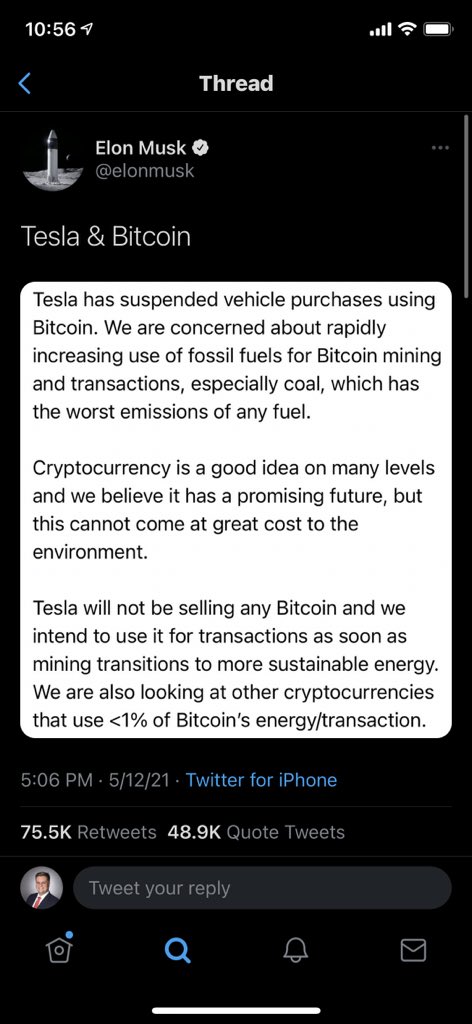 10:56
Thread
Elon Musk
@elonmusk
Tesla & Bitcoin
Tesla has suspended vehicle purchases using
Bitcoin. We are concerned about rapidly
increasing use of fossil fuels for Bitcoin mining
and transactions, especially coal, which has
the worst emissions of any fuel.
Cryptocurrency is a good idea on many levels
and we believe it has a promising future, but
this cannot come at great cost to the
environment.
Tesla will not be selling any Bitcoin and we
intend to use it for transactions as soon as
mining transitions to more sustainable energy.
We are also looking at other cryptocurrencies
that use <1% of Bitcoin’s energy/transaction.
5:06 PM · 5/12/21 · Twitter for iPhone
75.5K Retweets 48.9K Quote Tweets
Tweet your reply